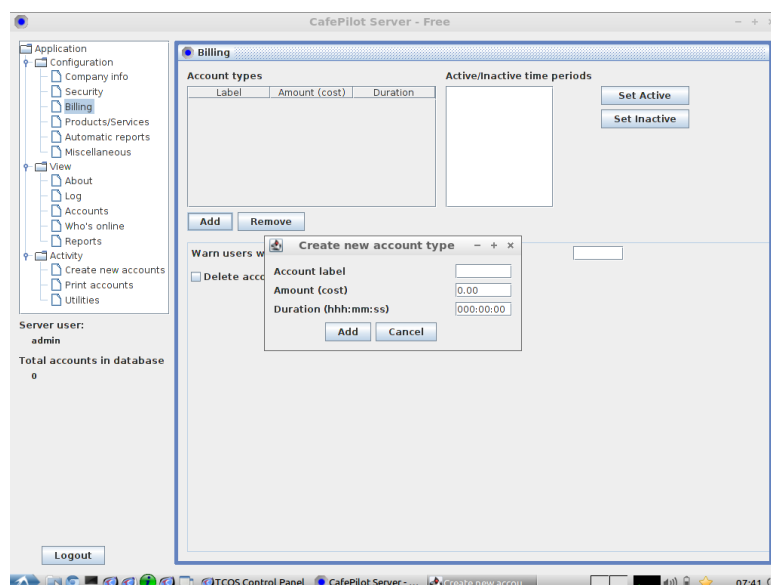 CafePilot Server - Free
Application
Configuration
Company info
Security
Billing
Products/Services
Automatic reports
Miscellaneous
View
About
Log
Accounts
Who's online
Reports
Activity
Create new accounts
Print accounts
Utilities
Server user:
admin
Total accounts in database
0
Logout
Billing
Account types
Active/Inactive time periods
Label Amount (cost) Duration
Set Active
Set Inactive
Add Remove
Warn users w
Delete acco
Create new account type
Account label
Amount (cost) 0.00
Duration (hhh:mm:ss) 000:00:00
Add Cancel
TCOS Control Panel CafePilot Server - ... Create new accou 07:41